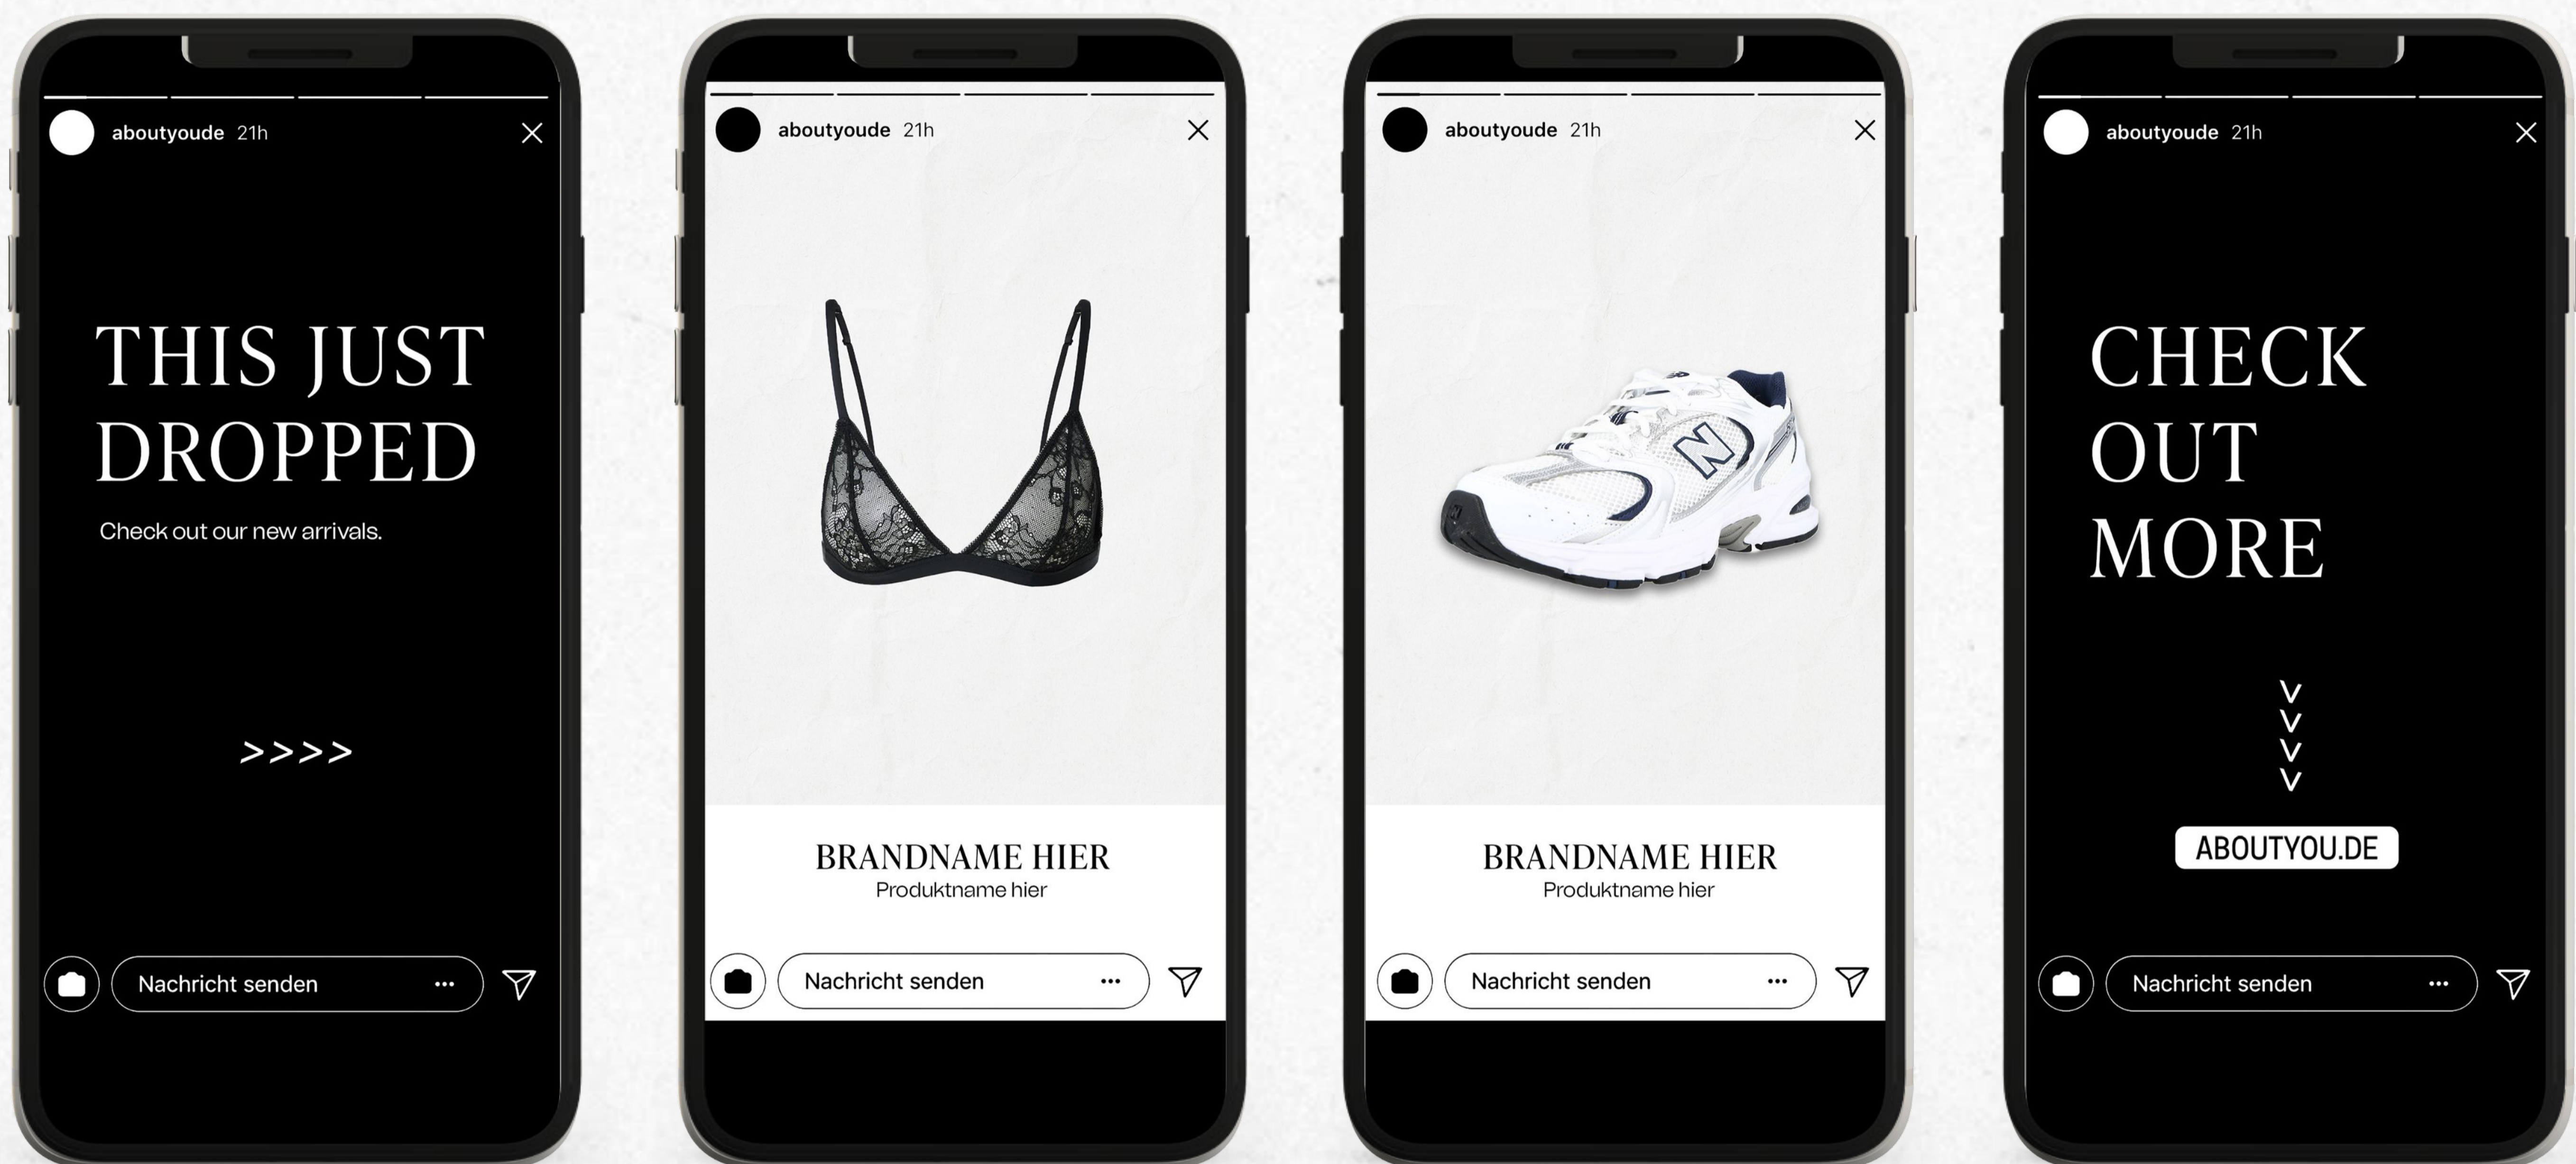 aboutyoude 21h
THIS JUST
DROPPED
Check out our new arrivals.
>>>>
Nachricht senden
aboutyoude 21h
BRANDNAME HIER
Produktname hier
Nachricht senden
aboutyoude 21h
N
BRANDNAME HIER
Produktname hier
Nachricht senden
aboutyoude 21h
CHECK
OUT
MORE
ABOUTYOU.DE
Nachricht senden